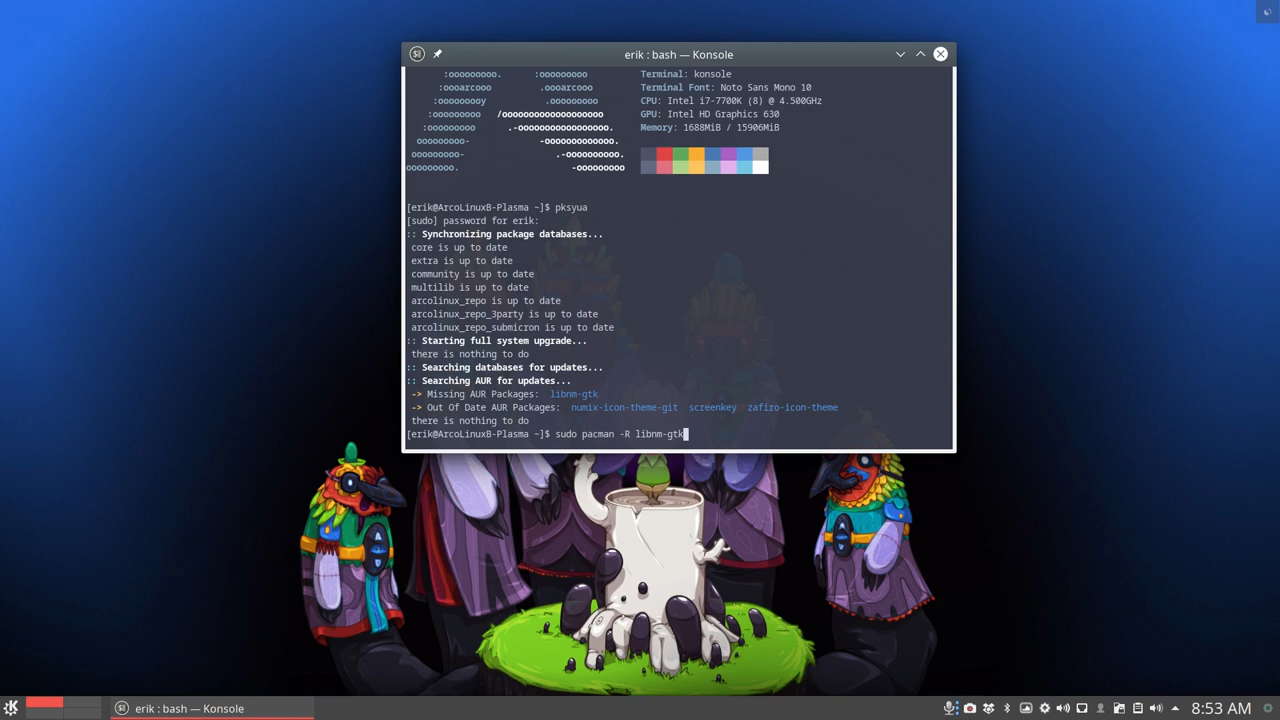 erik : bash — Konsole
:ooooooooo. :ooooooooo Terminal: konsole
:oooarcooo .oooarcooo Terminal Font: Noto Sans Mono 10
:ooooooooy .ooooooooo CPU: Intel i7-7700K (8) @ 4.500GHz
:ooooooooo /ooooooooooooooooooo GPU: Intel HD Graphics 630
:ooooooooo .-ooooooooooooooooo. Memory: 1688MiB / 15906MiB
ooooooooo- -ooooooooooooo.
ooooooooo- .-oooooooooo.
ooooooooo. -ooooooooo
[erik@ArcoLinuxB-Plasma ~]$ pksyua
[sudo] password for erik:
:: Synchronizing package databases...
core is up to date
extra is up to date
community is up to date
multilib is up to date
arcolinux_repo is up to date
arcolinux_repo_3party is up to date
arcolinux_repo_submicron is up to date
:: Starting full system upgrade...
there is nothing to do
:: Searching databases for updates...
:: Searching AUR for updates...
-> Missing AUR Packages: libnm-gtk
-> Out Of Date AUR Packages: numix-icon-theme-git screenkey zafiro-icon-theme
there is nothing to do
[erik@ArcoLinuxB-Plasma ~]$ sudo pacman -R libnm-gtk
erik : bash — Konsole
8:53 AM